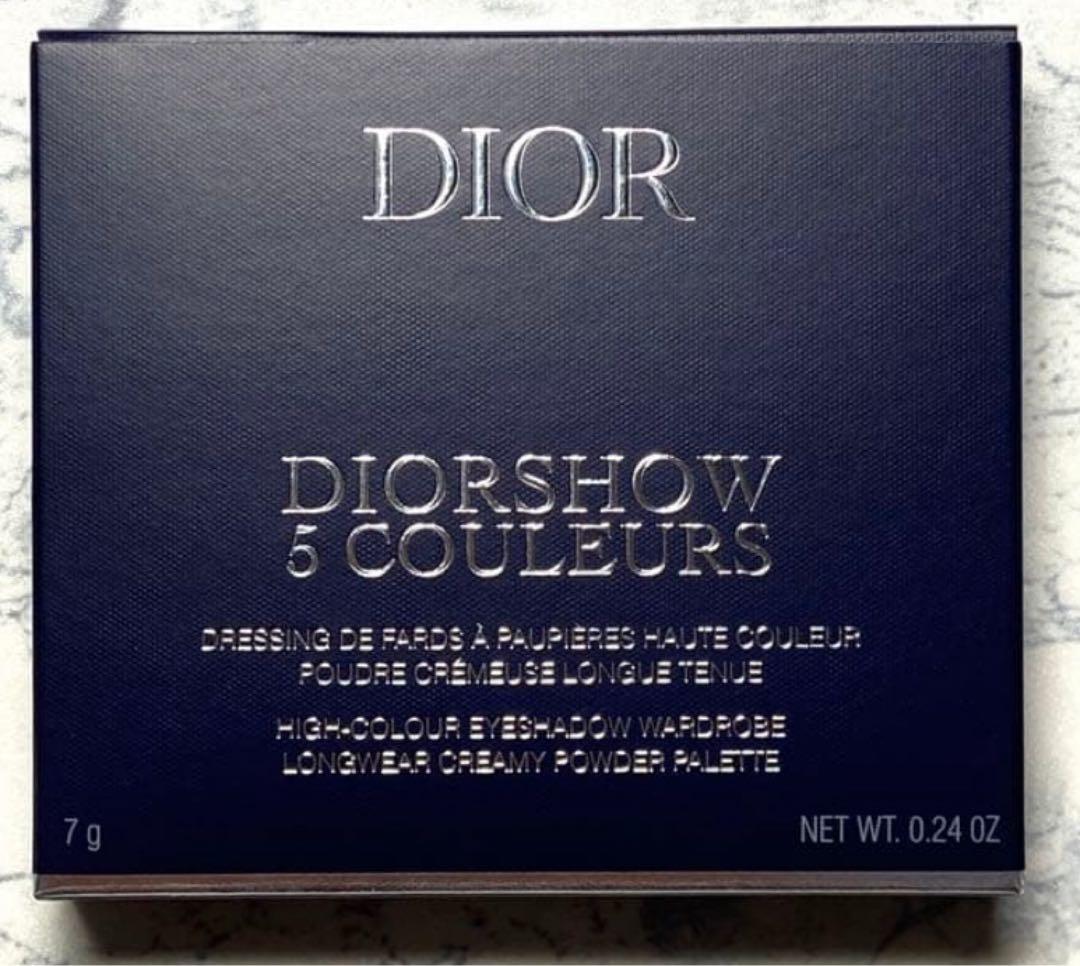 DIOR
DIORSHOW
5 COULEURS
DRESSING DE FARDS À PAUPIÈRES HAUTE COULEUR
POUDRE CRÉMEUSE LONGUE TENUE
HIGH-COLOUR EYESHADOW WARDROBE
LONGWEAR CREAMY POWDER PALETTE
7 g NET WT. 0.24 OZ